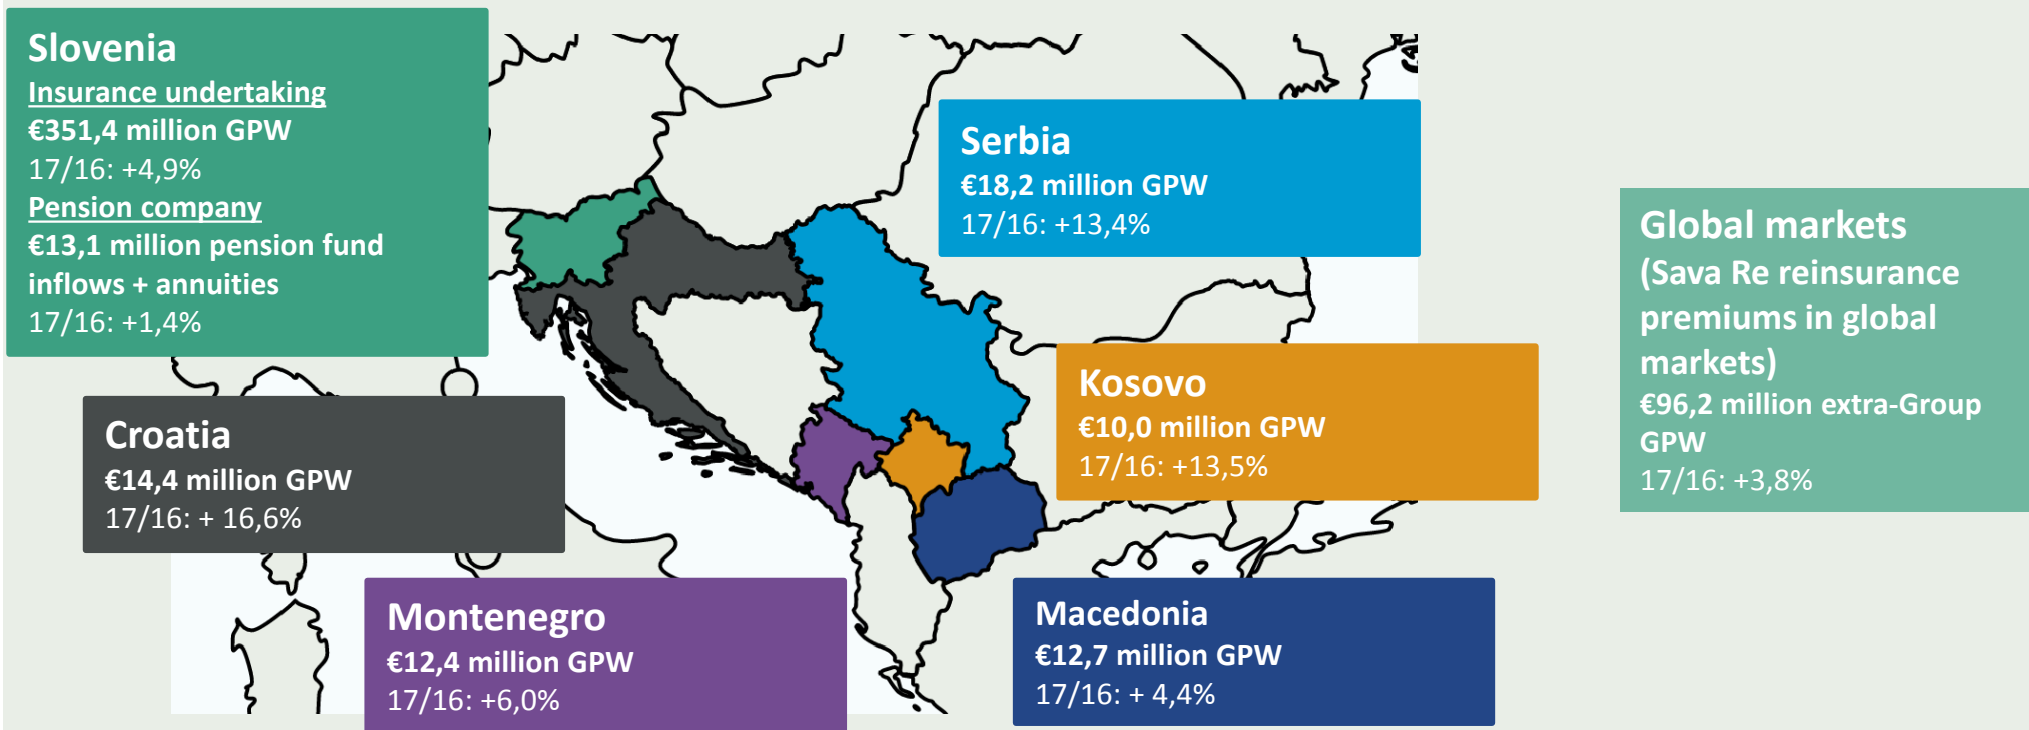 Slovenia
Insurance undertaking
€351,4 million GPW
17/16: +4,9%
Pension company
€13,1 million pension fund
inflows + annuities
17/16: +1,4%
Serbia
€18,2 million GPW
17/16: +13,4%
Global markets
(Sava Re reinsurance
premiums in global
markets)
€96,2 million extra-Group
GPW
17/16: +3,8%
Kosovo
€10,0 million GPW
17/16: +13,5%
Croatia
€14,4 million GPW
17/16: + 16,6%
Montenegro
€12,4 million GPW
17/16: +6,0%
Macedonia
€12,7 million GPW
17/16: + 4,4%